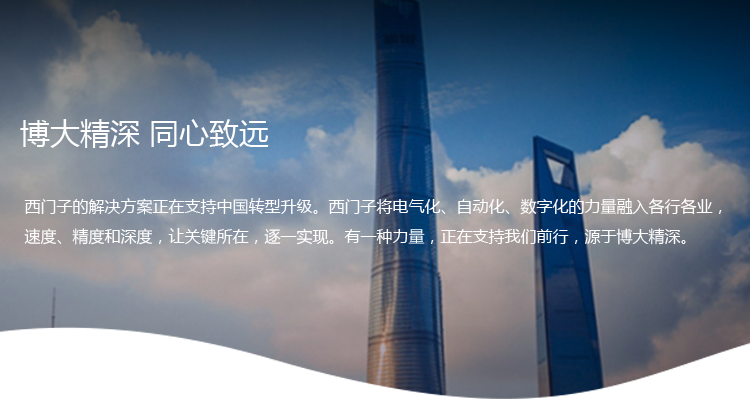 博大精深 同心致远
西门子的解决方案正在支持中国转型升级。西门子将电气化、自动化、数字化的力量融入各行各业，
速度、精度和深度，让关键所在，逐一实现。有一种力量，正在支持我们前行，源于博大精深。